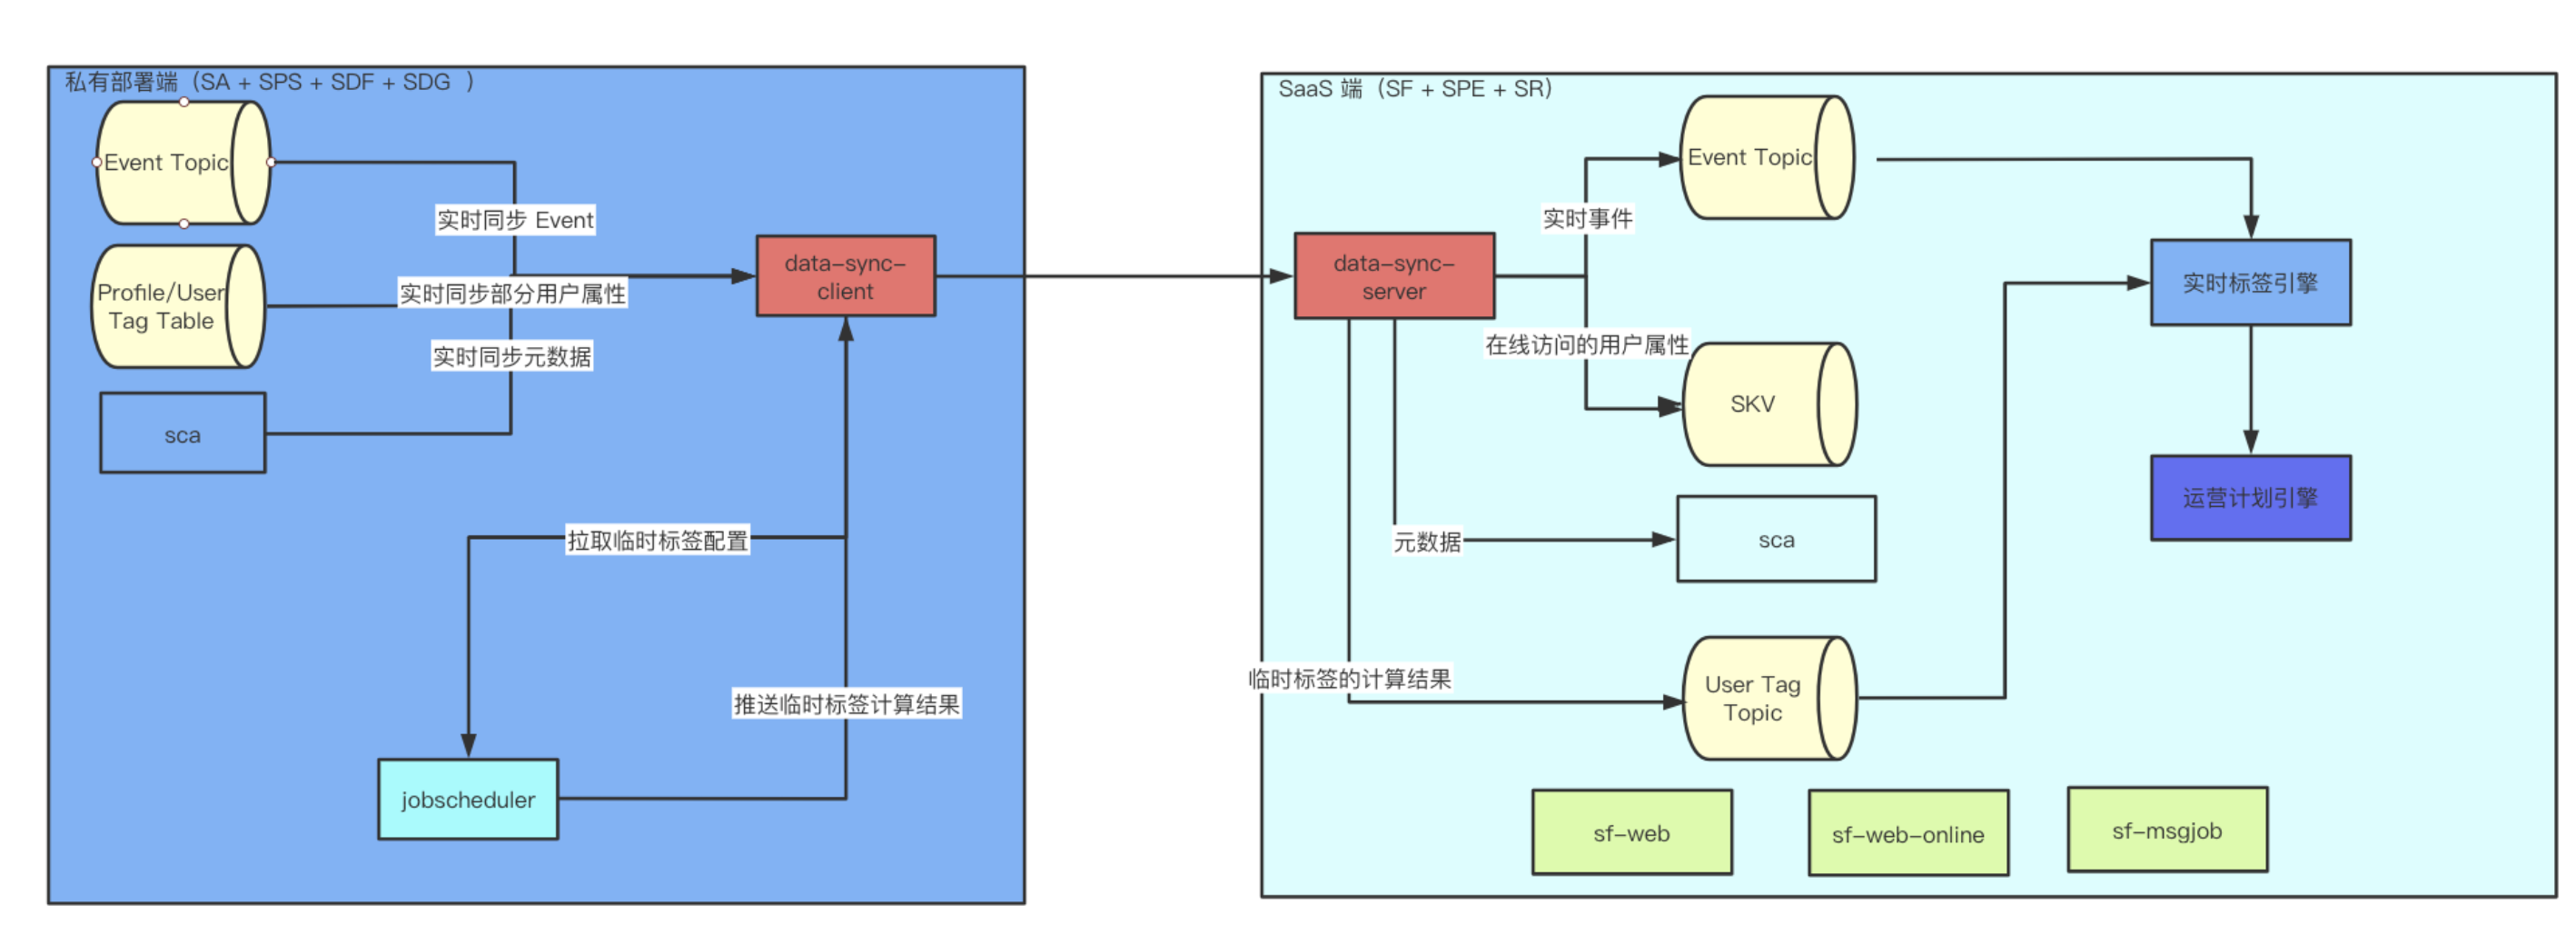 私有部署端（SA + SPS + SDF + SDG ）
Event Topic
实时同步 Event
Profile/User
Tag Table
实时同步部分用户属性
实时同步元数据
sca
data-sync-
client
拉取临时标签配置
推送临时标签计算结果
jobscheduler
SaaS 端（SF + SPE + SR）
data-sync-
server
实时事件
Event Topic
在线访问的用户属性
SKV
元数据
sca
临时标签的计算结果
User Tag
Topic
实时标签引擎
运营计划引擎
sf-web
sf-web-online
sf-msgjob